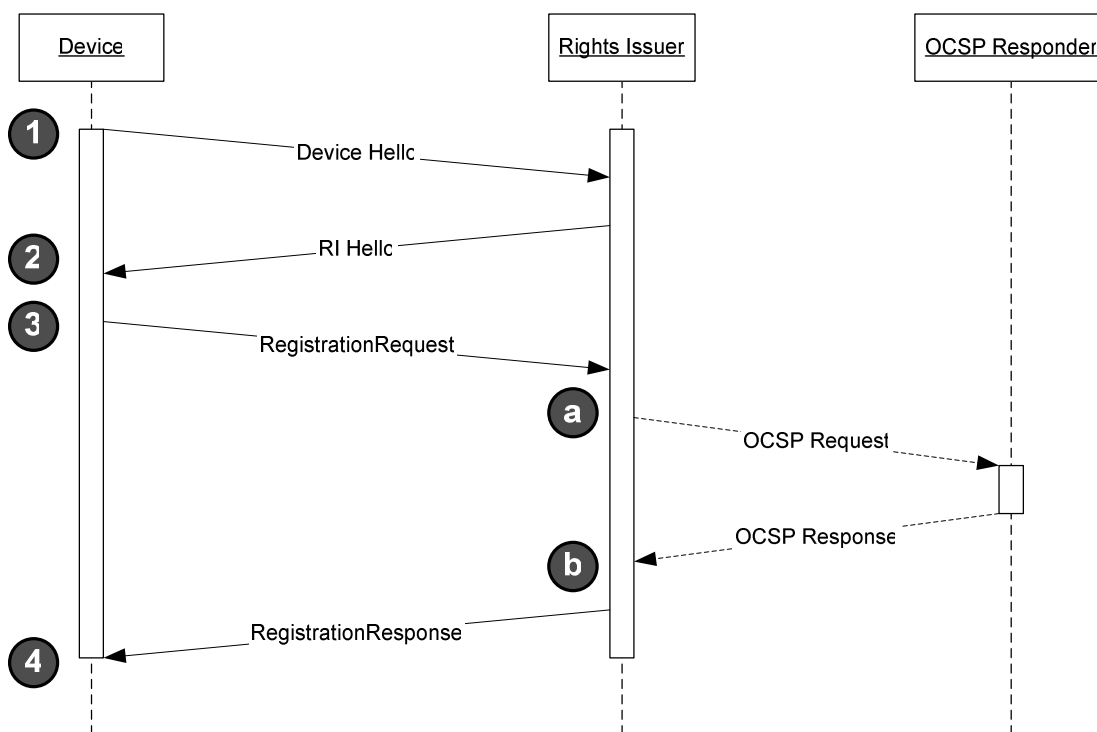 Device
Rights Issuer
OCSP Responder
1
Device Hello
2
RI Hello
3
RegistrationRequest
a
OCSP Request
b
OCSP Response
RegistrationResponse
4